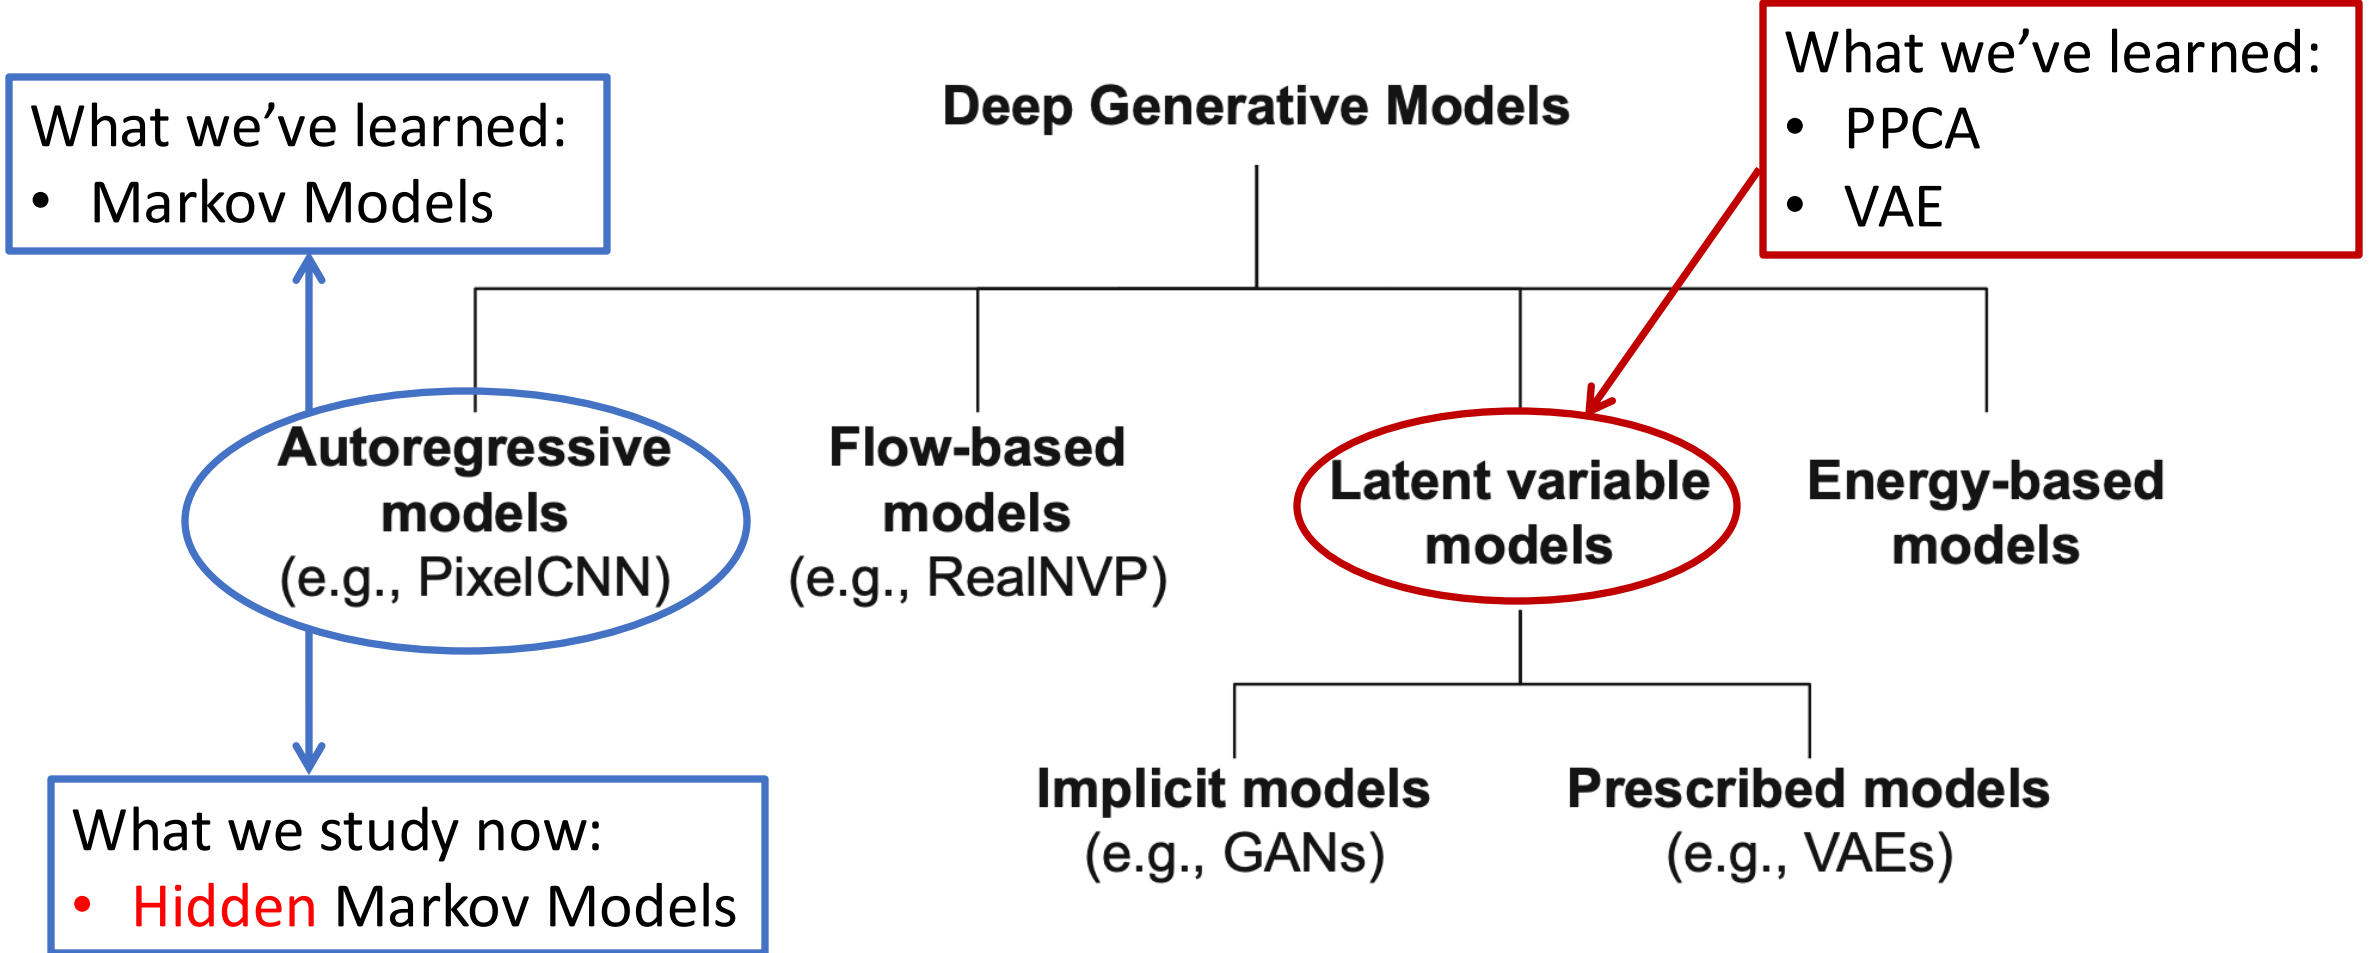 What we’ve learned:
• Markov Models
Deep Generative Models
What we’ve learned:
• PPCA
• VAE
Autoregressive
models
(e.g., PixelCNN)
Flow-based
models
(e.g., RealNVP)
Latent variable
models
Energy-based
models
Implicit models
(e.g., GANs)
Prescribed models
(e.g., VAEs)
What we study now:
• Hidden Markov Models